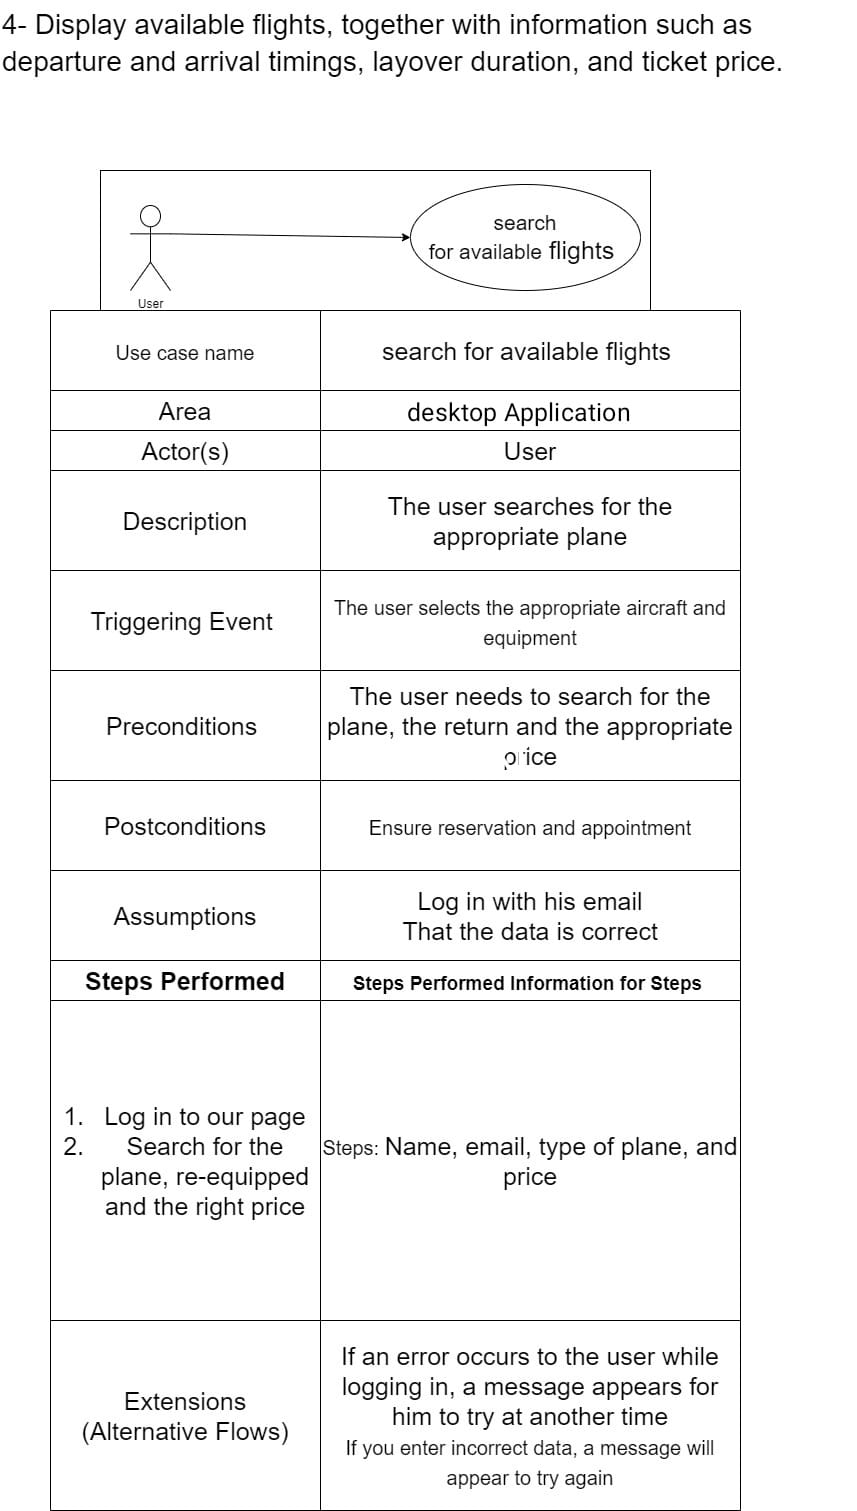 4- Display available flights, together with information such as
departure and arrival timings, layover duration, and ticket price.
search
for available flights
User
Use case name
search for available flights
Area
desktop Application
Actor(s)
User
Description
The user searches for the
appropriate plane
Triggering Event
The user selects the appropriate aircraft and
equipment
Preconditions
The user needs to search for the
plane, the return and the appropriate
price
Postconditions
Ensure reservation and appointment
Assumptions
Log in with his email
That the data is correct
Steps Performed
Steps Performed Information for Steps
1. Log in to our page
2. Search for the
plane, re-equipped
and the right price
Steps: Name, email, type of plane, and
price
Extensions
(Alternative Flows)
If an error occurs to the user while
logging in, a message appears for
him to try at another time
If you enter incorrect data, a message will
appear to try again